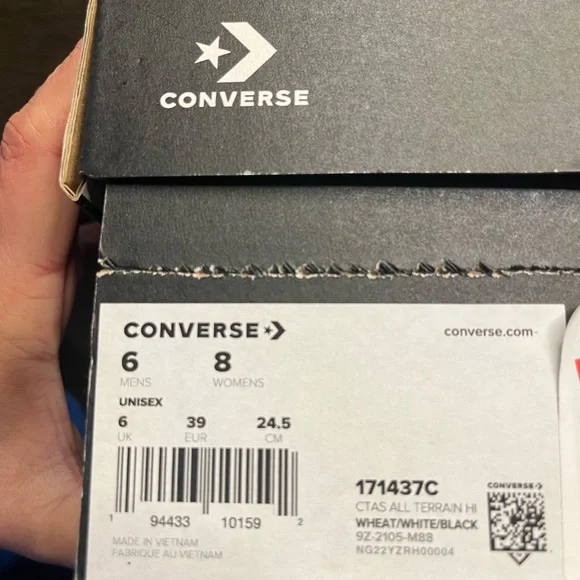 CONVERSE
CONVERSE
converse.com
6 8
MENS WOMENS
UNISEX
6 39 24.5
UK EUR CM
1 94433 10159 2
171437C
CONVERSE
CTAS ALL TERRAIN HI
WHEAT/WHITE/BLACK
9Z-2105-M88
NG22YZRH00004
MADE IN VIETNAM
FABRIQUE AU VIETNAM